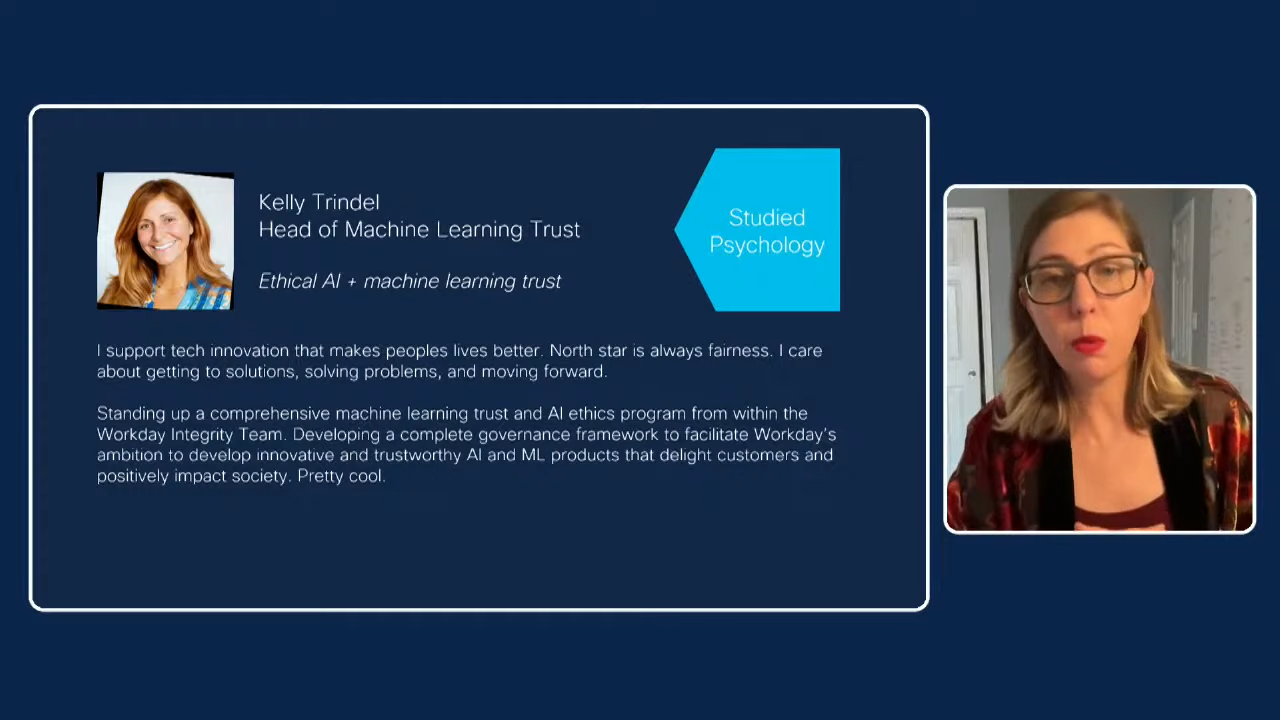 Kelly Trindel
Head of Machine Learning Trust
Ethical AI + machine learning trust
Studied
Psychology
I support tech innovation that makes peoples lives better. North star is always fairness. I care
about getting to solutions, solving problems, and moving forward.
Standing up a comprehensive machine learning trust and AI ethics program from within the
Workday Integrity Team. Developing a complete governance framework to facilitate Workday's
ambition to develop innovative and trustworthy AI and ML products that delight customers and
positively impact society. Pretty cool.